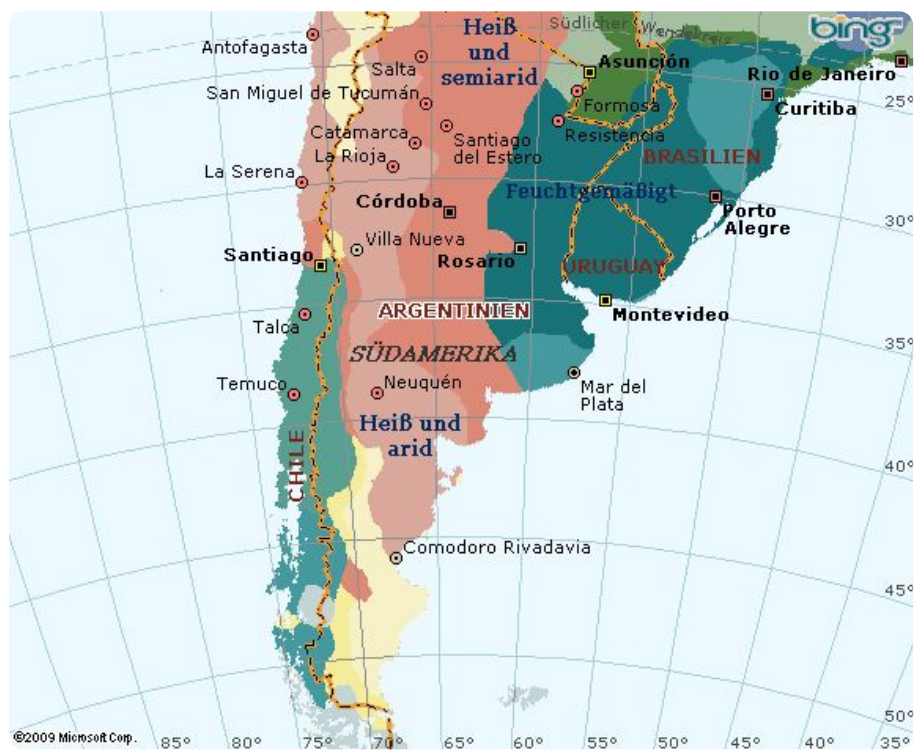 bing
Südlicher Wendekreis
Heiß
und
semiarid
Antofagasta
Salta
San Miguel de Tucumán
Asunción
Formosa
Rio de Janeiro
Curitiba
25°
Catamarca
La Rioja
Santiago
del Estero
Resistencia
BRASILIEN
La Serena
Feuchtgemäßigt
Córdoba
Porto
Alegre
30°
Villa Nueva
Santiago
Rosario
URUGUAY
ARGENTINIEN
Montevideo
Talca
SÜDAMERIKA
35°
Temuco
Neuquén
Mar del
Plata
Heiß und
arid
CHILE
40°
Comodoro Rivadavia
45°
50°
©2009 Microsoft Corp.
85°
80°
75°
70°
65°
60°
55°
50°
45°
40°
35°